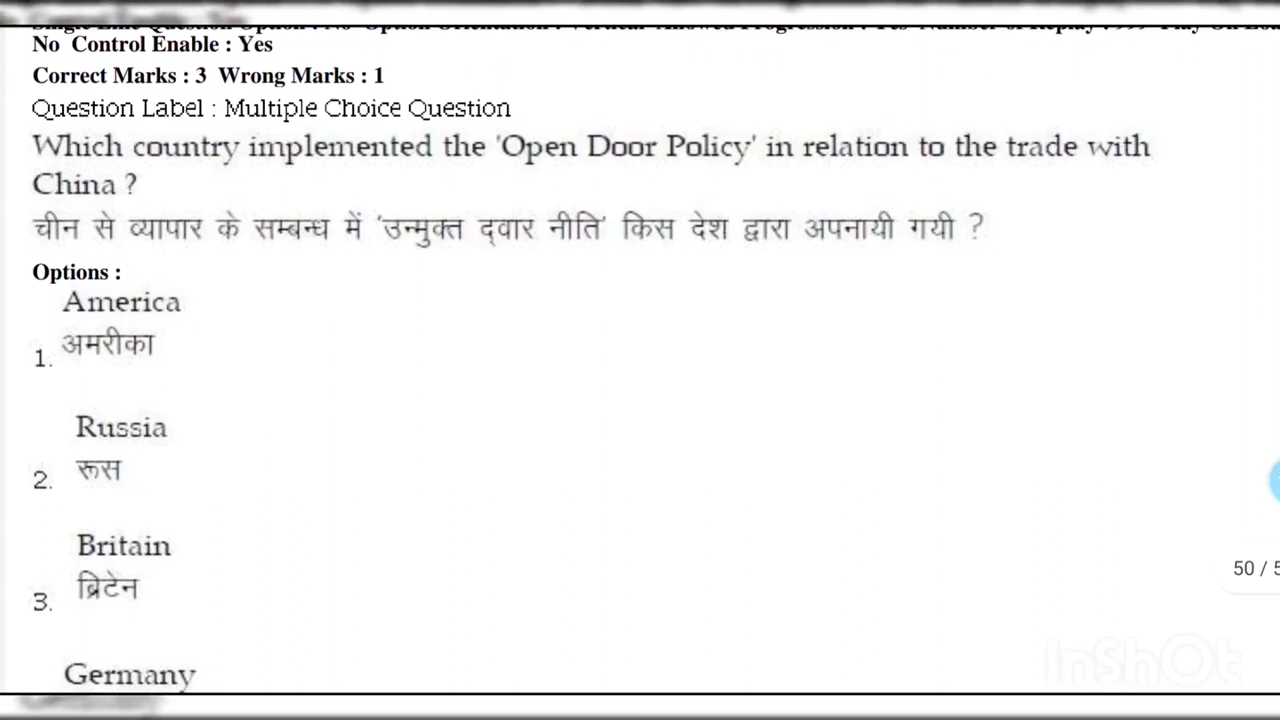 No Control Enable : Yes
Correct Marks : 3 Wrong Marks : 1
Question Label : Multiple Choice Question
Which country implemented the 'Open Door Policy' in relation to the trade with
China ?
चीन से व्यापार के सम्बन्ध में 'उन्मुक्त द्वार नीति' किस देश द्वारा अपनायी गयी ?
Options :
America
1. अमरीका
Russia
2. रूस
Britain
3. ब्रिटेन
50 / 5
Germany
InShOt